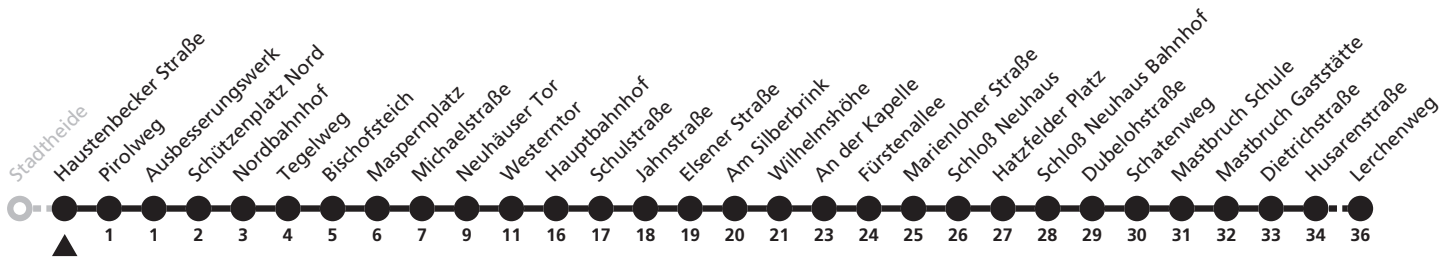 Stadtheide
Haustenbecker Straße
Pirolweg
Ausbesserungswerk
Schützenplatz Nord
Nordbahnhof
Tegelweg
Bischofsteich
Maspernplatz
Michaelstraße
Neuhäuser Tor
Westerntor
Hauptbahnhof
Schulstraße
Jahnstraße
Elsener Straße
Am Silberbrink
Wilhelmshöhe
An der Kapelle
Fürstenallee
Marienloher Straße
Schloß Neuhaus
Hatzfelder Platz
Schloß Neuhaus Bahnhof
Dubelohstraße
Schatenweg
Mastbruch Schule
Mastbruch Gaststätte
Dietrichstraße
Husarenstraße
Lerchenweg
1 1 2 3 4 5 6 7 9 11 16 17 18 19 20 21 23 24 25 26 27 28 29 30 31 32 33 34 36